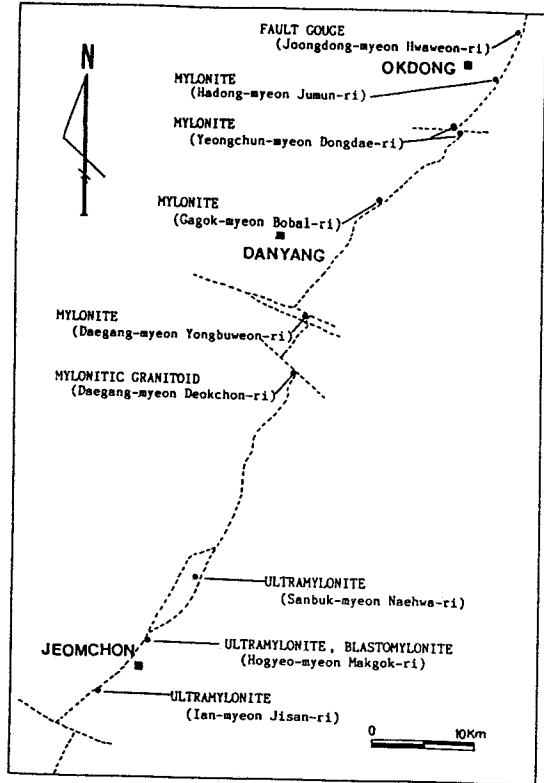 FAULT GOUGE
(Joongdong-myeon Hwaweon-ri)
OKDONG
N
MYLONITE
(Hadong-myeon Jumun-ri)
MYLONITE
(Yeongchun-myeon Dongdae-ri)
MYLONITE
(Gagok-myeon Bobal-ri)
DANYANG
MYLONITE
(Daegang-myeon Yongbuweon-ri)
MYLONITIC GRANITOID
(Daegang-myeon Deokchon-ri)
ULTRAMYLONITE
(Sanbuk-myeon Naehwa-ri)
JEOMCHON
ULTRAMYLONITE, BLASTOMYLONITE
(Hogyeo-myeon Makgok-ri)
ULTRAMYLONITE
(Ian-myeon Jisan-ri)
0 10Km